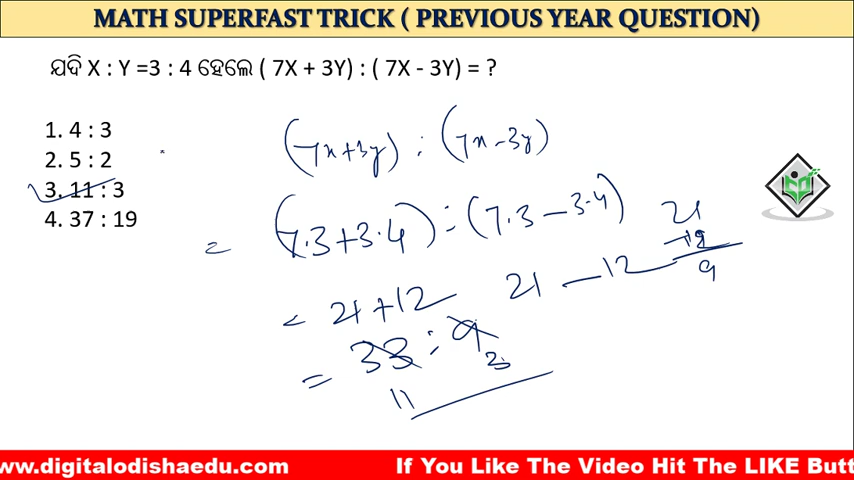 MATH SUPERFAST TRICK ( PREVIOUS YEAR QUESTION)
ଯଦି X : Y =3 : 4 ହେଲେ ( 7X + 3Y) : ( 7X - 3Y) = ?
1. 4 : 3
2. 5 : 2
3. 11 : 3
4. 37 : 19
(7x+3y) : (7x-3y)
= (7.3+3.4) : (7.3-3.4)
21
-12
9
= 21+12 21-12
= 33 : 9
11 3
ww.digitalodishaedu.com If You Like The Video Hit The LIKE Butt